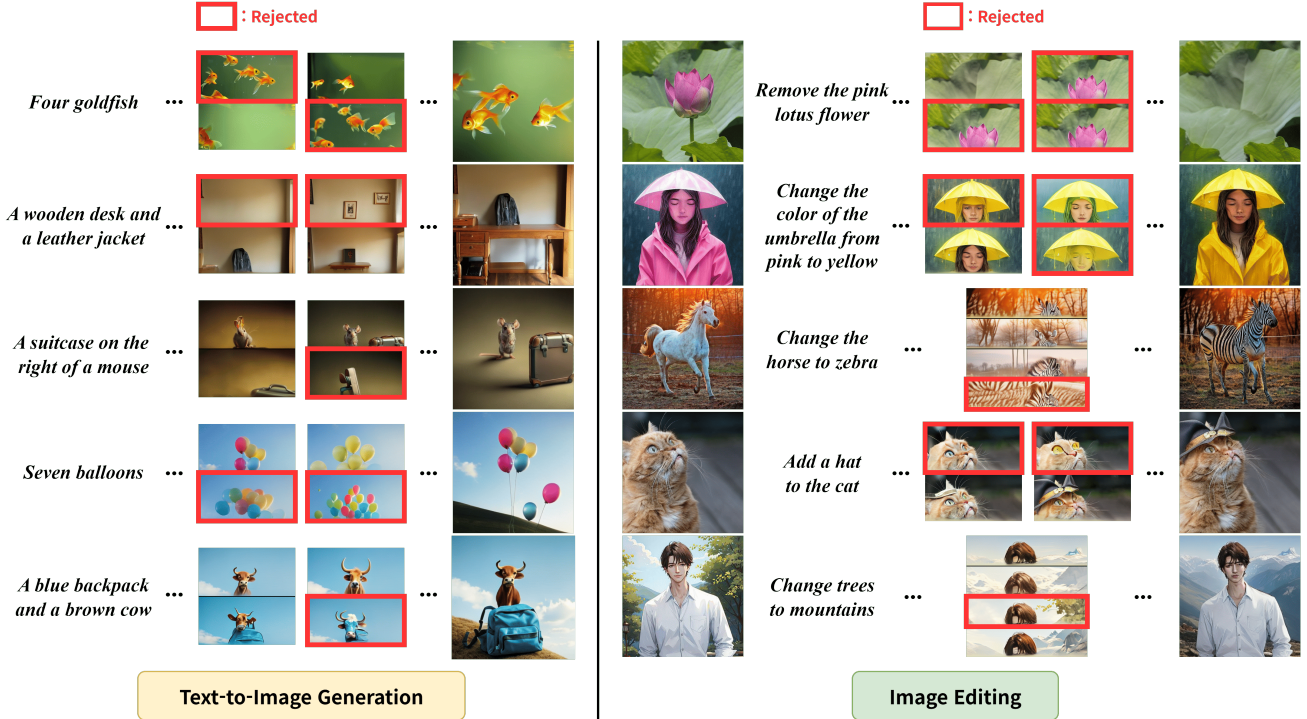 : Rejected
Four goldfish
...
...
A wooden desk and
a leather jacket
...
...
A suitcase on the
right of a mouse
...
...
Seven balloons
...
...
A blue backpack
and a brown cow
...
...
Text-to-Image Generation
: Rejected
Remove the pink
lotus flower
...
...
Change the
color of the
umbrella from
pink to yellow
...
...
Change the
horse to zebra
...
...
Add a hat
to the cat
...
...
Change trees
to mountains
...
...
Image Editing